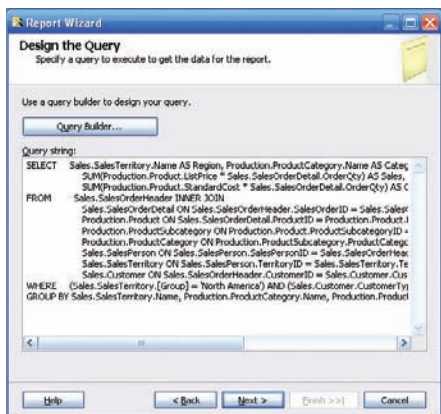 Report Wizard
Design the Query
Specify a query to execute to get the data for the report.
Use a query builder to design your query.
Query Builder...
Query string:
SELECT Sales.SalesTerritory.Name AS Region, Production.ProductCategory.Name AS Categ
SUM(Production.Product.ListPrice * Sales.SalesOrderDetail.OrderQty) AS Sales,
SUM(Production.Product.StandardCost * Sales.SalesOrderDetail.OrderQty) AS C
FROM Sales.SalesOrderHeader INNER JOIN
Sales.SalesOrderDetail ON Sales.SalesOrderHeader.SalesOrderID = Sales.Sales
Production.Product ON Sales.SalesOrderDetail.ProductID = Production.Product.
Production.ProductSubcategory ON Production.Product.ProductSubcategoryID =
Production.ProductCategory ON Production.ProductSubcategory.ProductCateg
Sales.SalesPerson ON Sales.SalesPerson.SalesPersonID = Sales.SalesOrderHea
Sales.SalesTerritory ON Sales.SalesPerson.TerritoryID = Sales.SalesTerritory.Te
Sales.Customer ON Sales.SalesOrderHeader.CustomerID = Sales.Customer.Cus
WHERE (Sales.SalesTerritory.[Group] = 'North America') AND (Sales.Customer.CustomerTy
GROUP BY Sales.SalesTerritory.Name, Production.ProductCategory.Name, Production.Product
Help
< Back
Next >
Finish >>|
Cancel